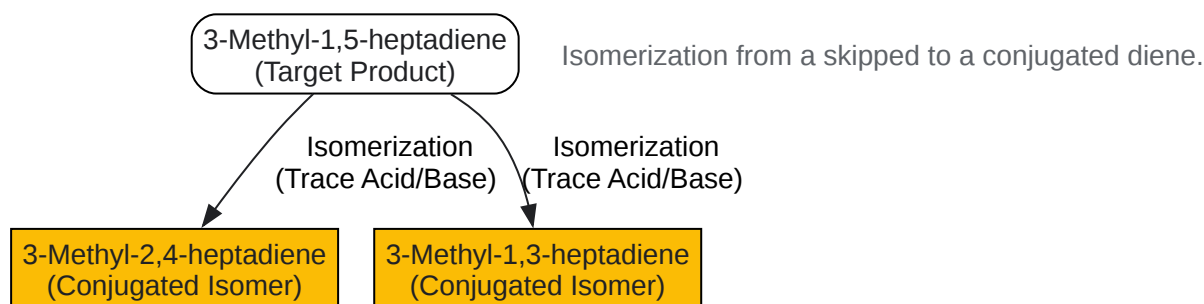 3-Methyl-1,5-heptadiene
(Target Product)
Isomerization from a skipped to a conjugated diene.
Isomerization
(Trace Acid/Base)
Isomerization
(Trace Acid/Base)
3-Methyl-2,4-heptadiene
(Conjugated Isomer)
3-Methyl-1,3-heptadiene
(Conjugated Isomer)